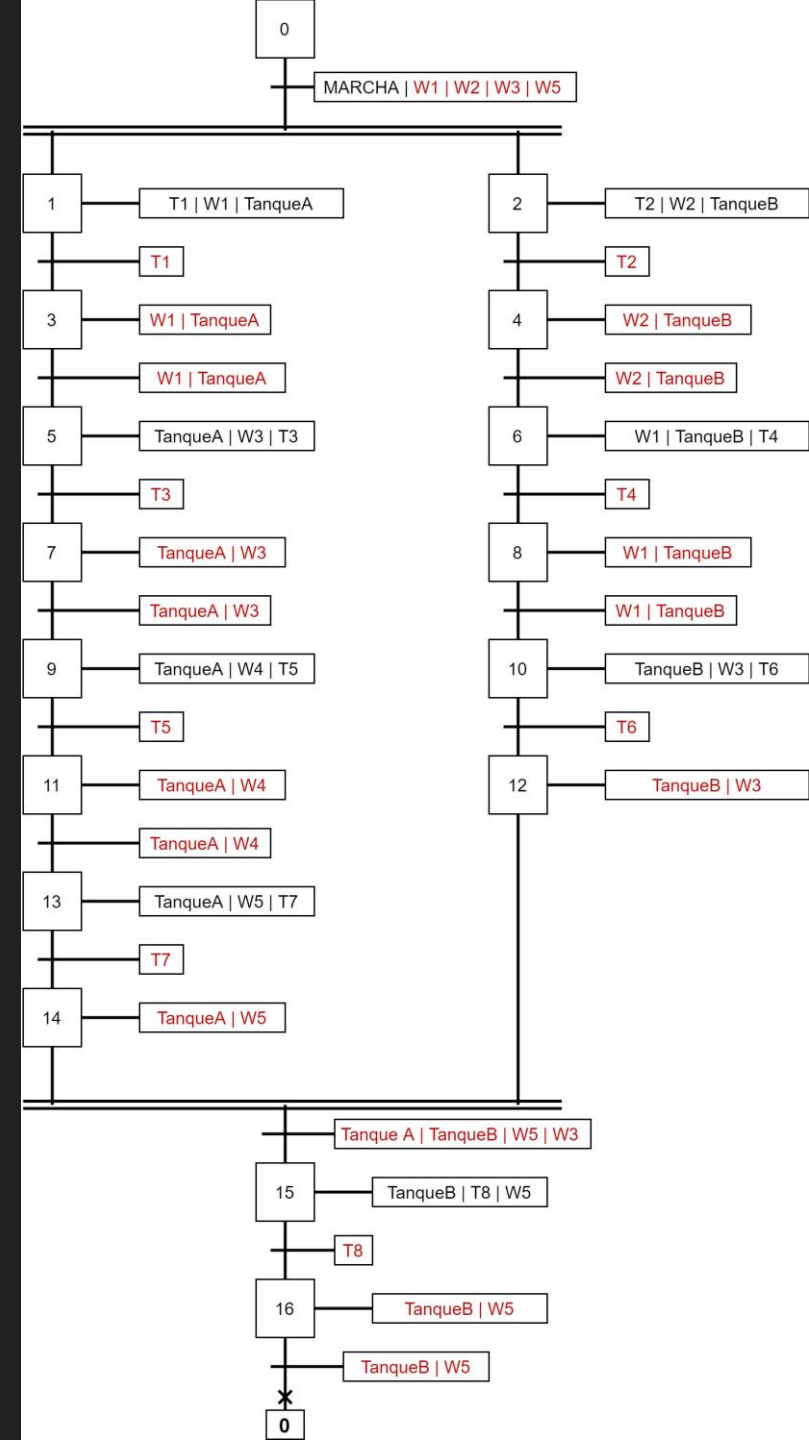 0
MARCHA | W1 | W2 | W3 | W5
1
T1 | W1 | TanqueA
2
T2 | W2 | TanqueB
T1
T2
3
W1 | TanqueA
4
W2 | TanqueB
W1 | TanqueA
W2 | TanqueB
5
TanqueA | W3 | T3
6
W1 | TanqueB | T4
T3
T4
7
TanqueA | W3
8
W1 | TanqueB
TanqueA | W3
W1 | TanqueB
9
TanqueA | W4 | T5
10
TanqueB | W3 | T6
T5
T6
11
TanqueA | W4
12
TanqueB | W3
TanqueA | W4
13
TanqueA | W5 | T7
T7
14
TanqueA | W5
Tanque A | TanqueB | W5 | W3
15
TanqueB | T8 | W5
T8
16
TanqueB | W5
TanqueB | W5
0